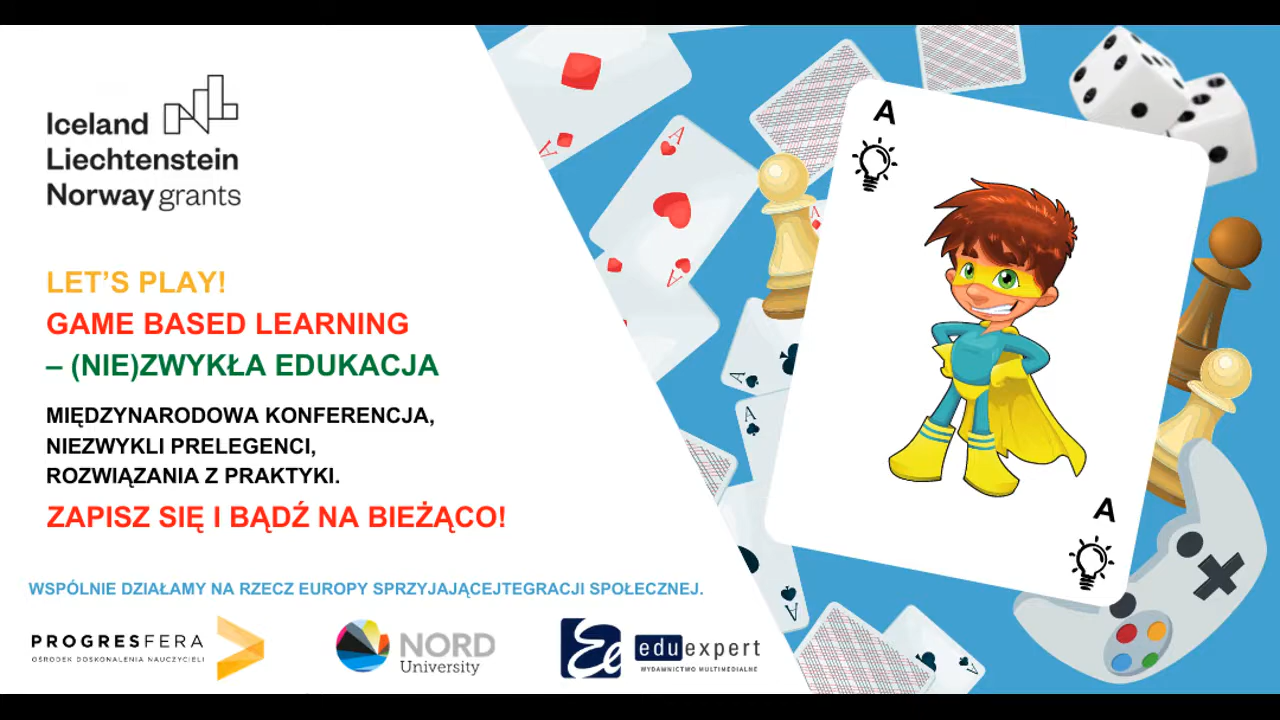 Iceland
Liechtenstein
Norway grants
LET'S PLAY!
GAME BASED LEARNING
– (NIE)ZWYKŁA EDUKACJA
MIĘDZYNARODOWA KONFERENCJA,
NIEZWYKLI PRELEGENCI,
ROZWIĄZANIA Z PRAKTYKI.
ZAPISZ SIĘ I BĄDŹ NA BIEŻĄCO!
WSPÓLNIE DZIAŁAMY NA RZECZ EUROPY SPRZYJAJĄCEJTEGRACJI SPOŁECZNEJ.
PROGRESFERA
OŚRODEK DOSKONALENIA NAUCZYCIELI
NORD
University
Ee
eduexpert
WYDAWNICTWO MULTIMEDIALNE
A
A
A
A
A
A
A
A
A